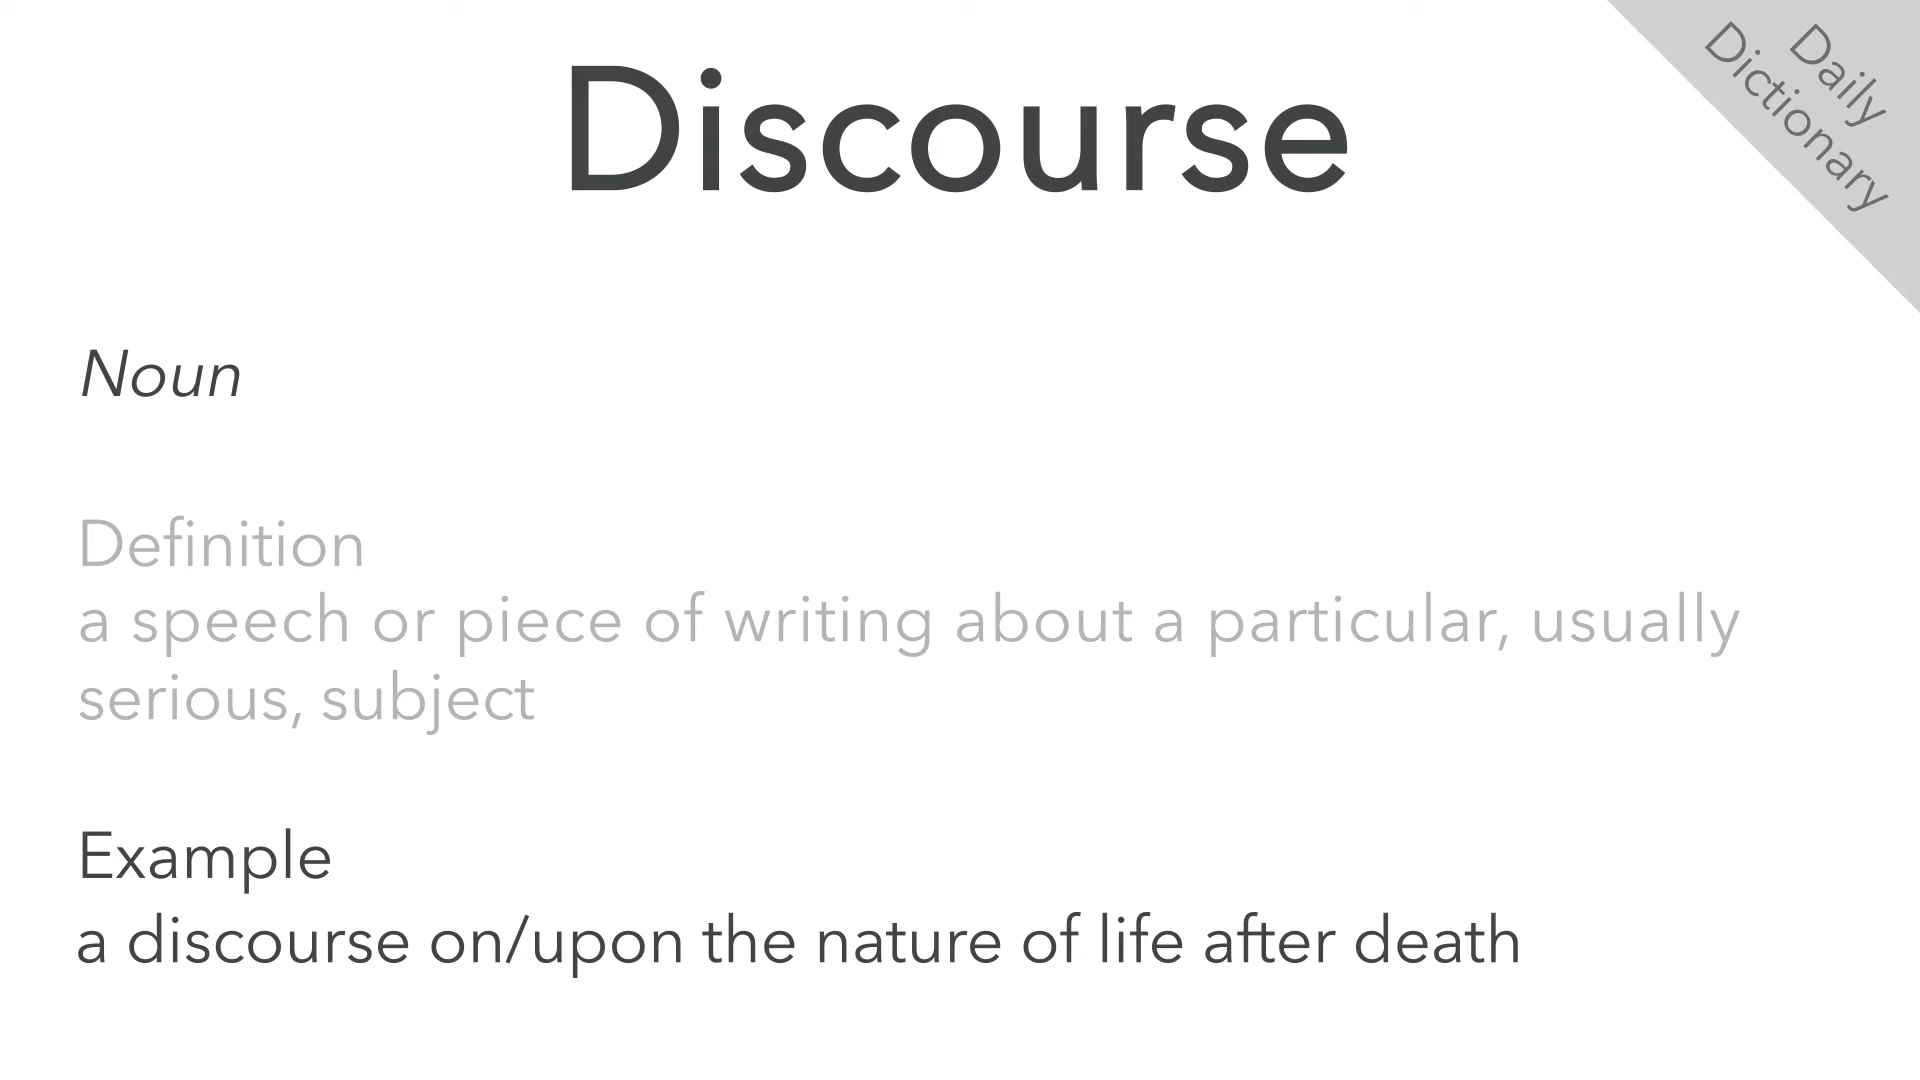 Discourse
Daily
Dictionary
Noun
Definition
a speech or piece of writing about a particular, usually
serious, subject
Example
a discourse on/upon the nature of life after death